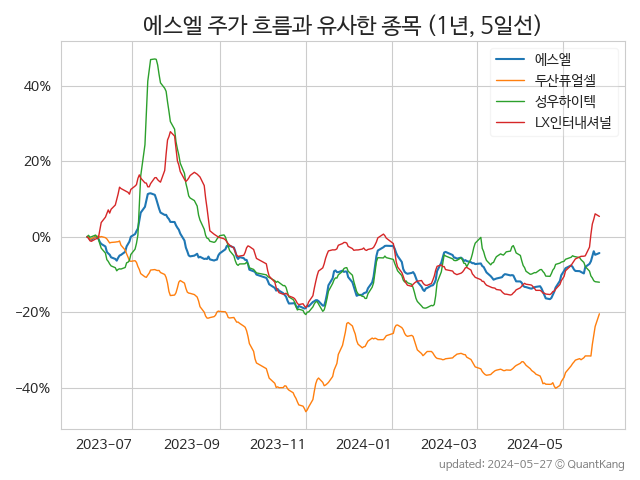 에스엘 주가 흐름과 유사한 종목 (1년, 5일선)
에스엘
두산퓨얼셀
성우하이텍
LX인터내셔널
40%
20%
0%
−20%
−40%
2023-07 2023-09 2023-11 2024-01 2024-03 2024-05
updated: 2024-05-27 © QuantKang